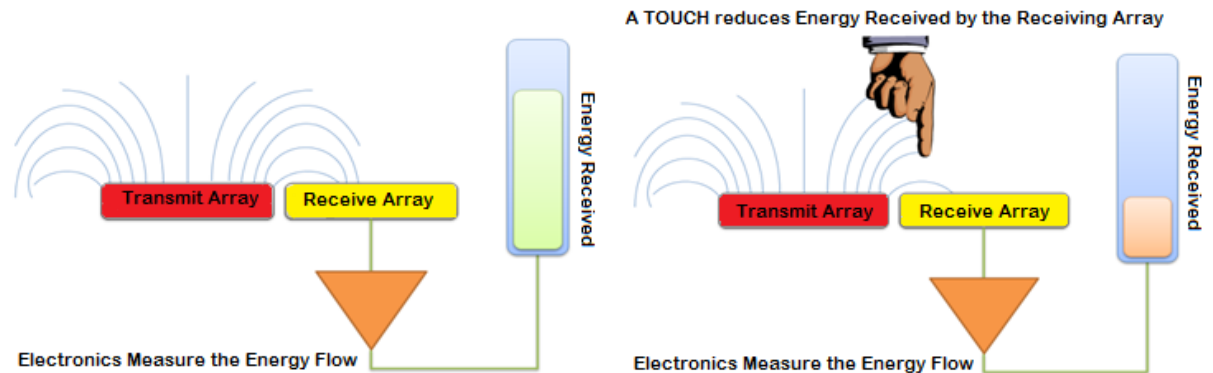 Transmit Array
Receive Array
Energy Received
Electronics Measure the Energy Flow
A TOUCH reduces Energy Received by the Receiving Array
Transmit Array
Receive Array
Energy Received
Electronics Measure the Energy Flow